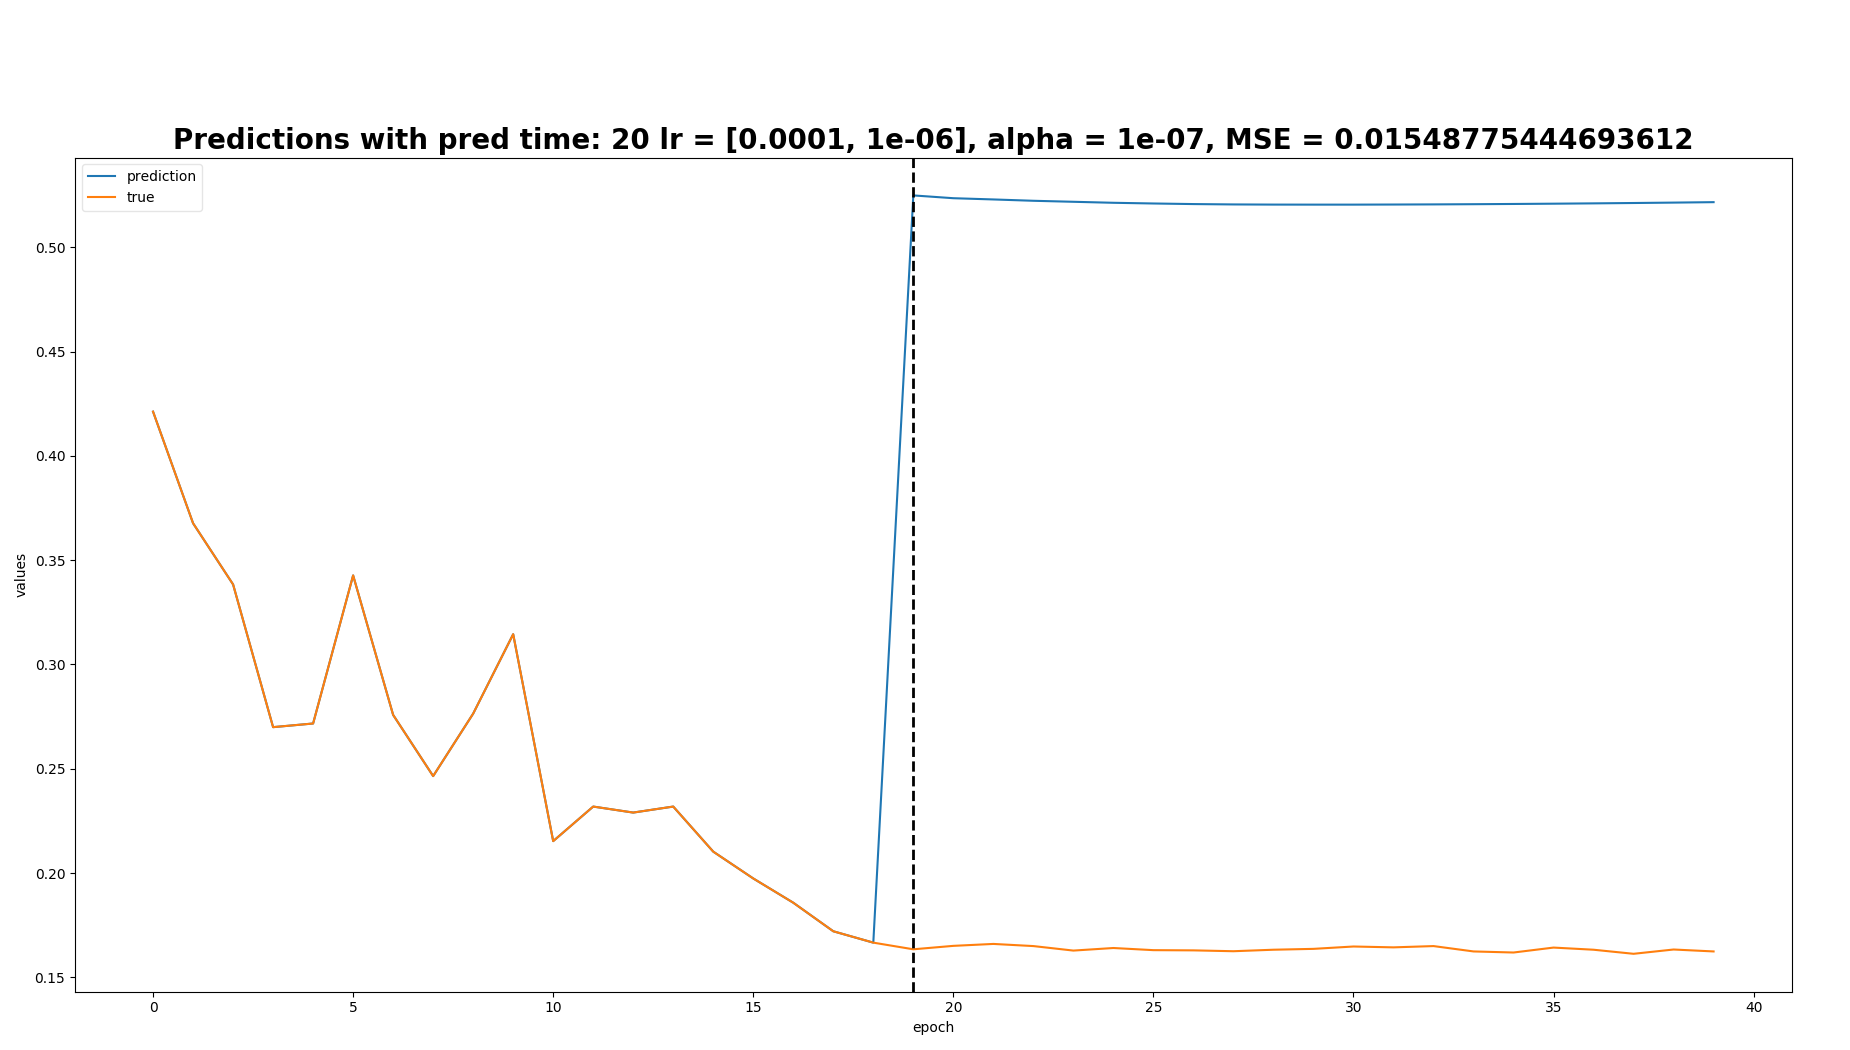 Predictions with pred time: 20 lr = [0.0001, 1e-06], alpha = 1e-07, MSE = 0.01548775444693612
prediction
true
0.50
0.45
0.40
0.35
0.30
0.25
0.20
0.15
values
0 5 10 15 20 25 30 35 40
epoch